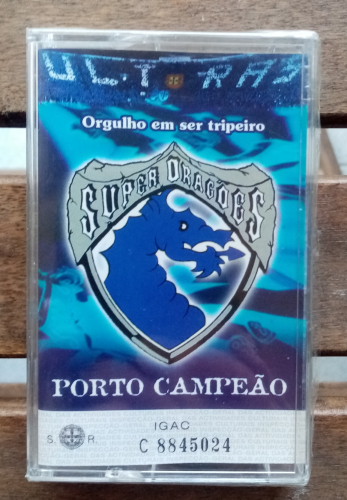 ULTRAS
Orgulho em ser tripeiro
SUPER DRAGÕES
PORTO CAMPEÃO
IGAC
S. R.
C 8845024